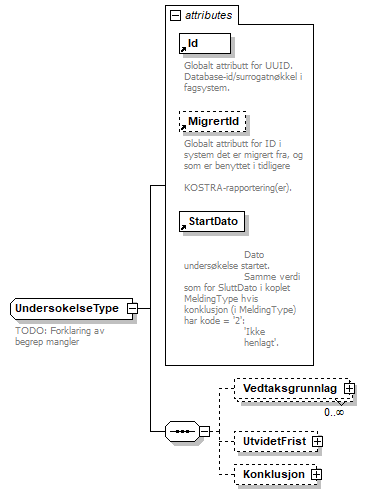 attributes
Id
Globalt attributt for UUID.
Database-id/surrogatnøkkel i
fagsystem.
MigrertId
Globalt attributt for ID i
system det er migrert fra, og
som er benyttet i tidligere
KOSTRA-rapportering(er).
StartDato
Dato
undersøkelse startet.
Samme verdi
som for SluttDato i koplet
MeldingType hvis
konklusjon (i MeldingType)
har kode = '2':
'Ikke
henlagt'.
UndersokelseType
TODO: Forklaring av
begrep mangler
Vedtaksgrunnlag
0..∞
UtvidetFrist
Konklusjon